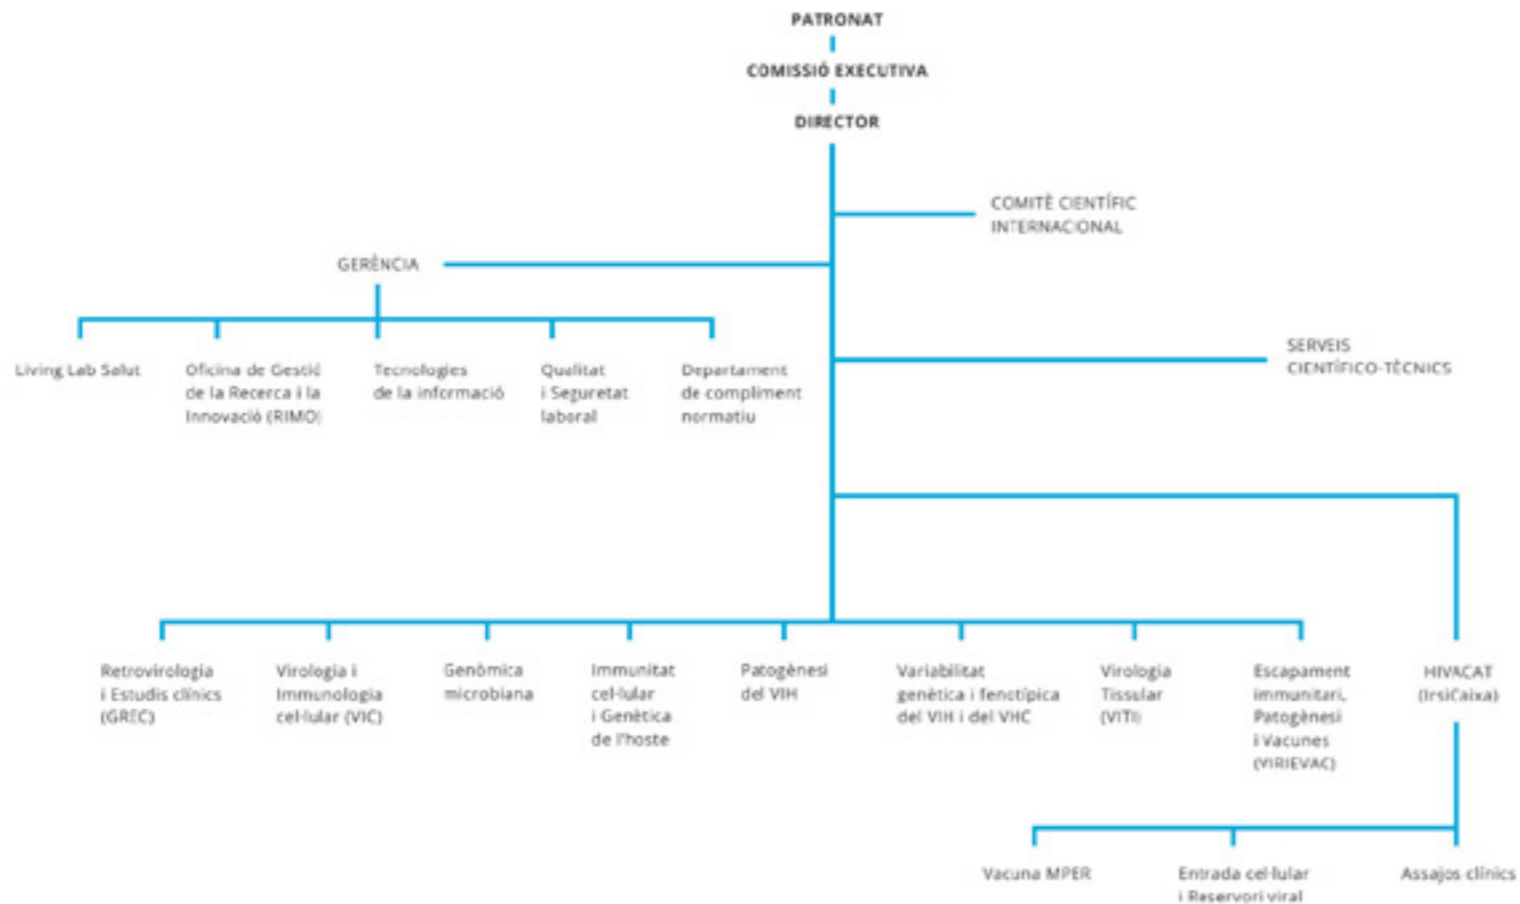 PATRONAT
COMISSIÓ EXECUTIVA
DIRECTOR
COMITÈ CIENTÍFIC
INTERNACIONAL
GERÈNCIA
SERVEIS
CIENTÍFICO-TÈCNICS
Living Lab Salut
Oficina de Gestió
de la Recerca i la
Innovació (RIMO)
Tecnologies
de la informació
Qualitat
i Seguretat
laboral
Departament
de compliment
normatiu
Retrovirologia
i Estudis clínics
(GREC)
Virologia i
Immunologia
cel·lular (VIC)
Genòmica
microbiana
Immunitat
cel·lular
i Genètica
de l'hoste
Patogènesi
del VIH
Variabilitat
genètica i fenotípica
del VIH i del VHC
Virologia
Tissular
(VITI)
Escapament
immunitari,
Patogènesi
i Vacunes
(VIRIEVAC)
HIVACAT
(IrsiCaixa)
Vacuna MPER
Entrada cel·lular
i Reservori viral
Assajos clínics